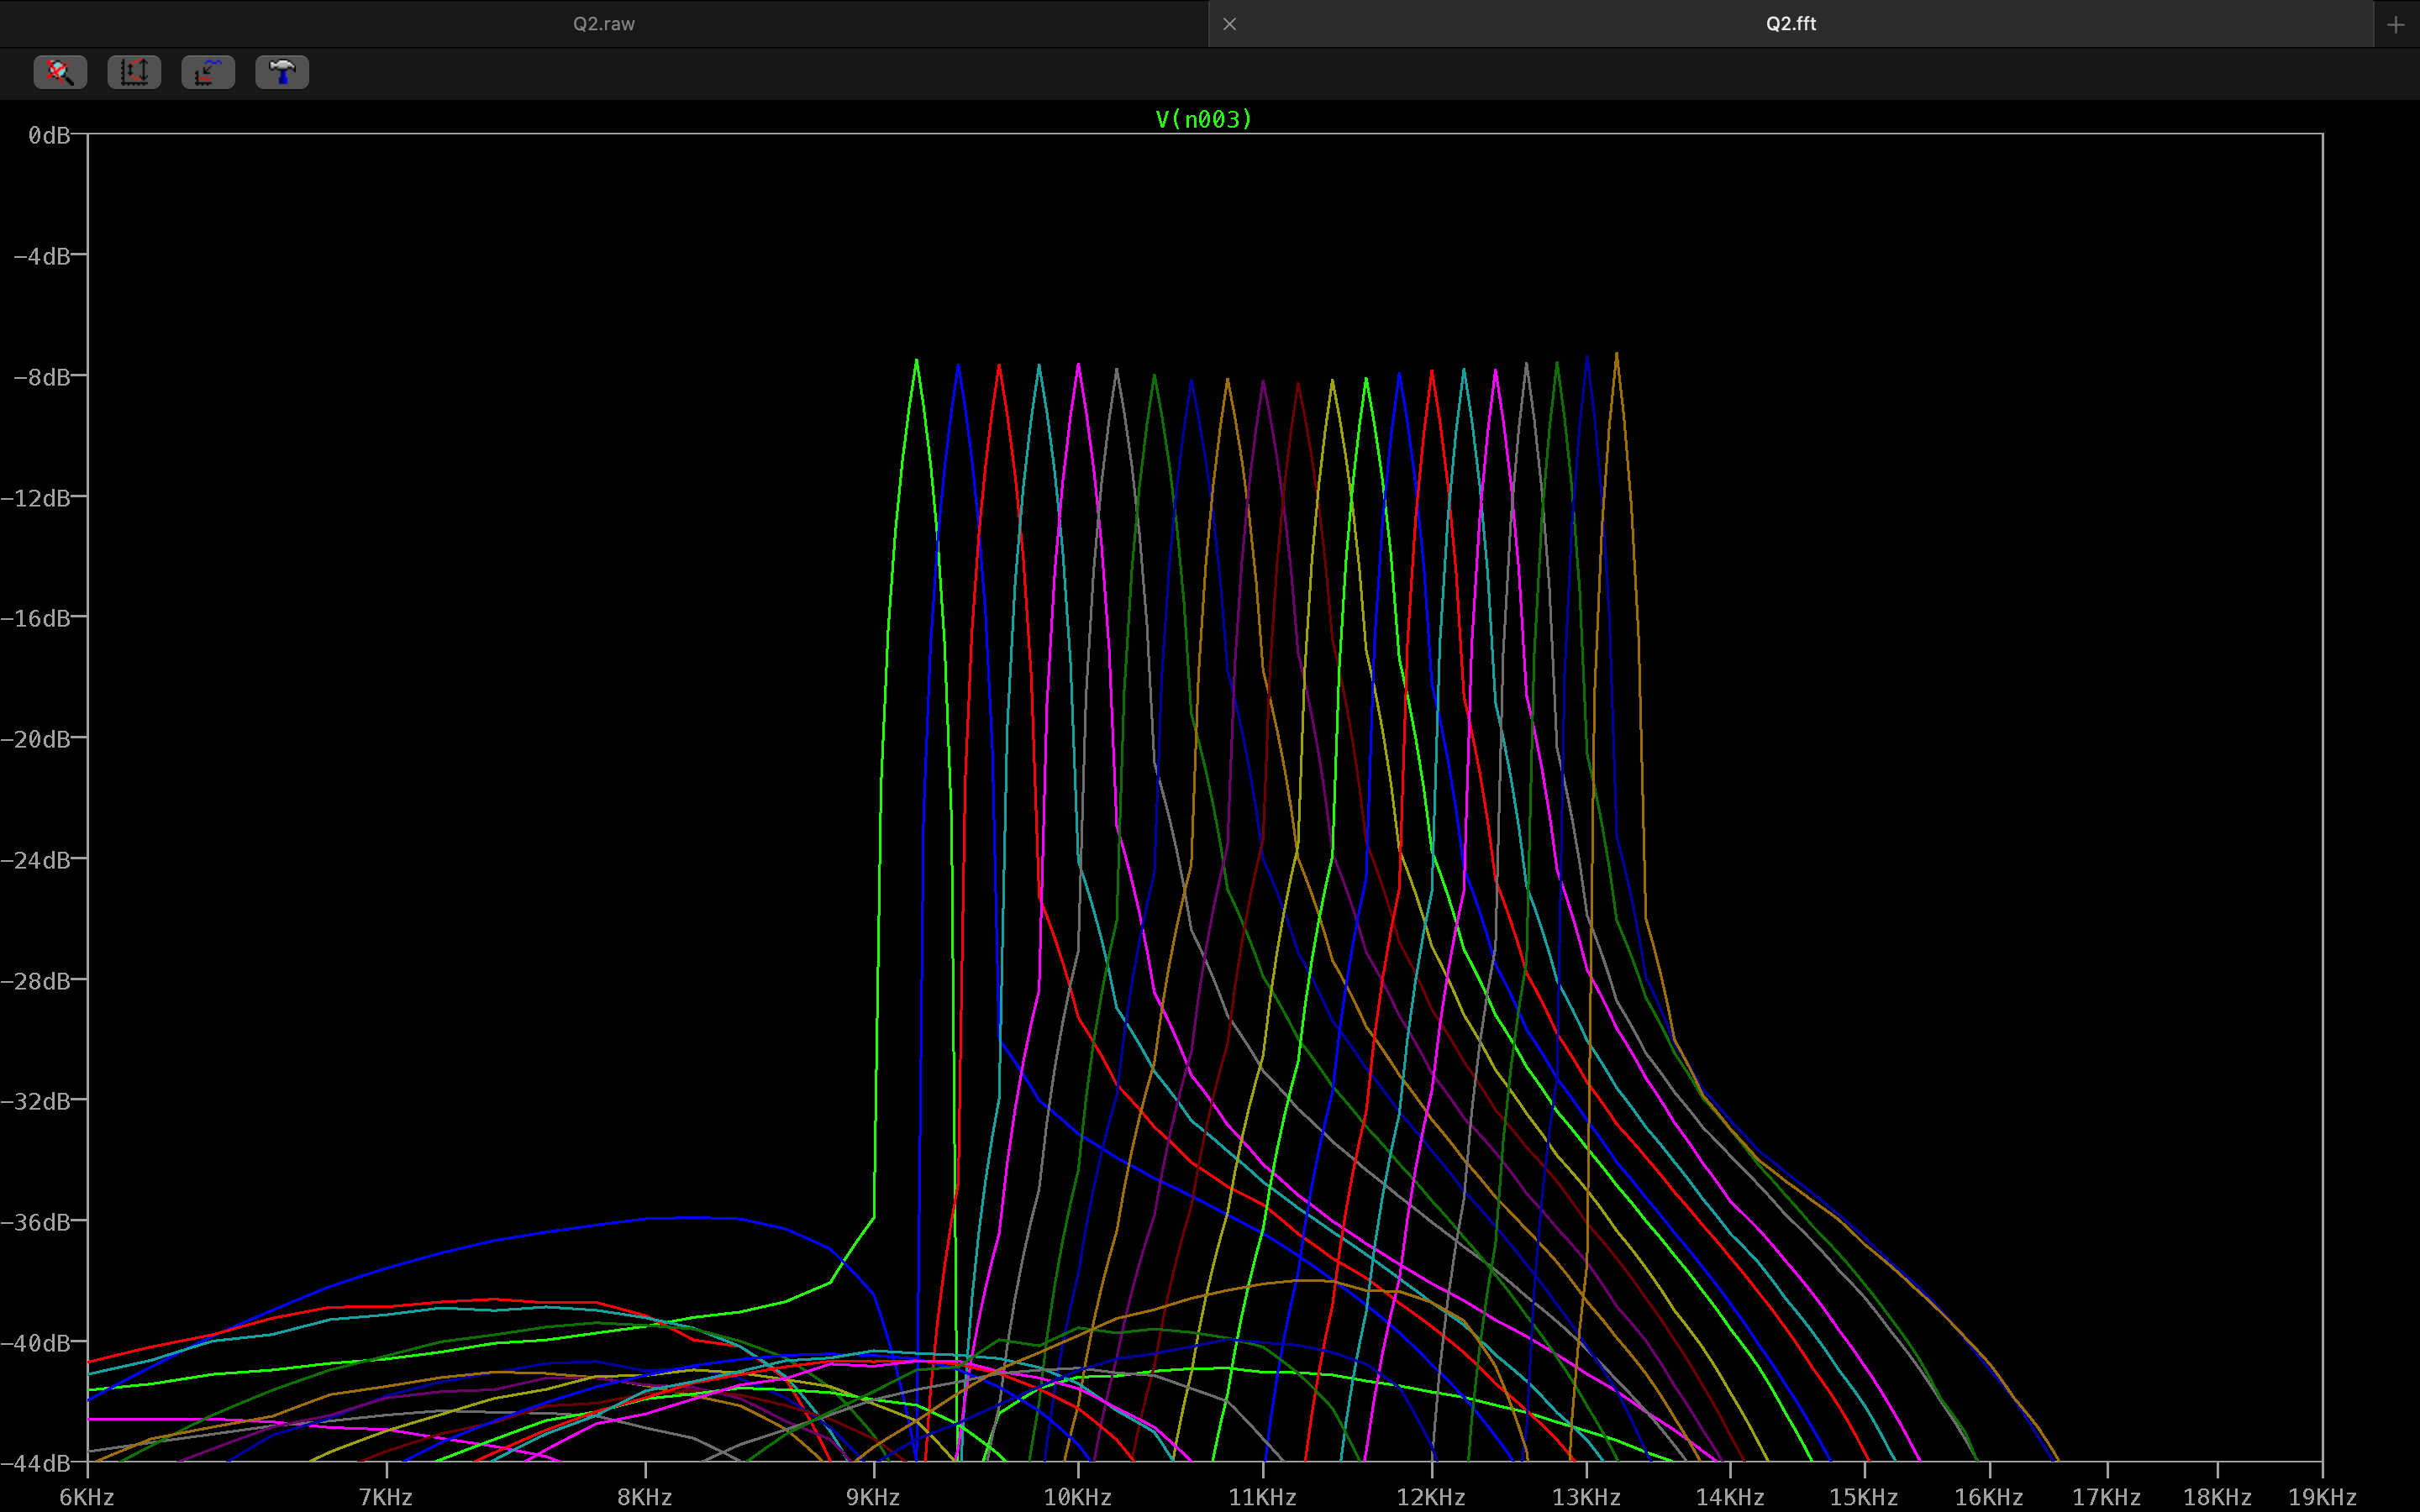 Q2.raw
Q2.fft
V(n003)
0dB
-4dB
-8dB
-12dB
-16dB
-20dB
-24dB
-28dB
-32dB
-36dB
-40dB
-44dB
6KHz 7KHz 8KHz 9KHz 10KHz 11KHz 12KHz 13KHz 14KHz 15KHz 16KHz 17KHz 18KHz 19KHz